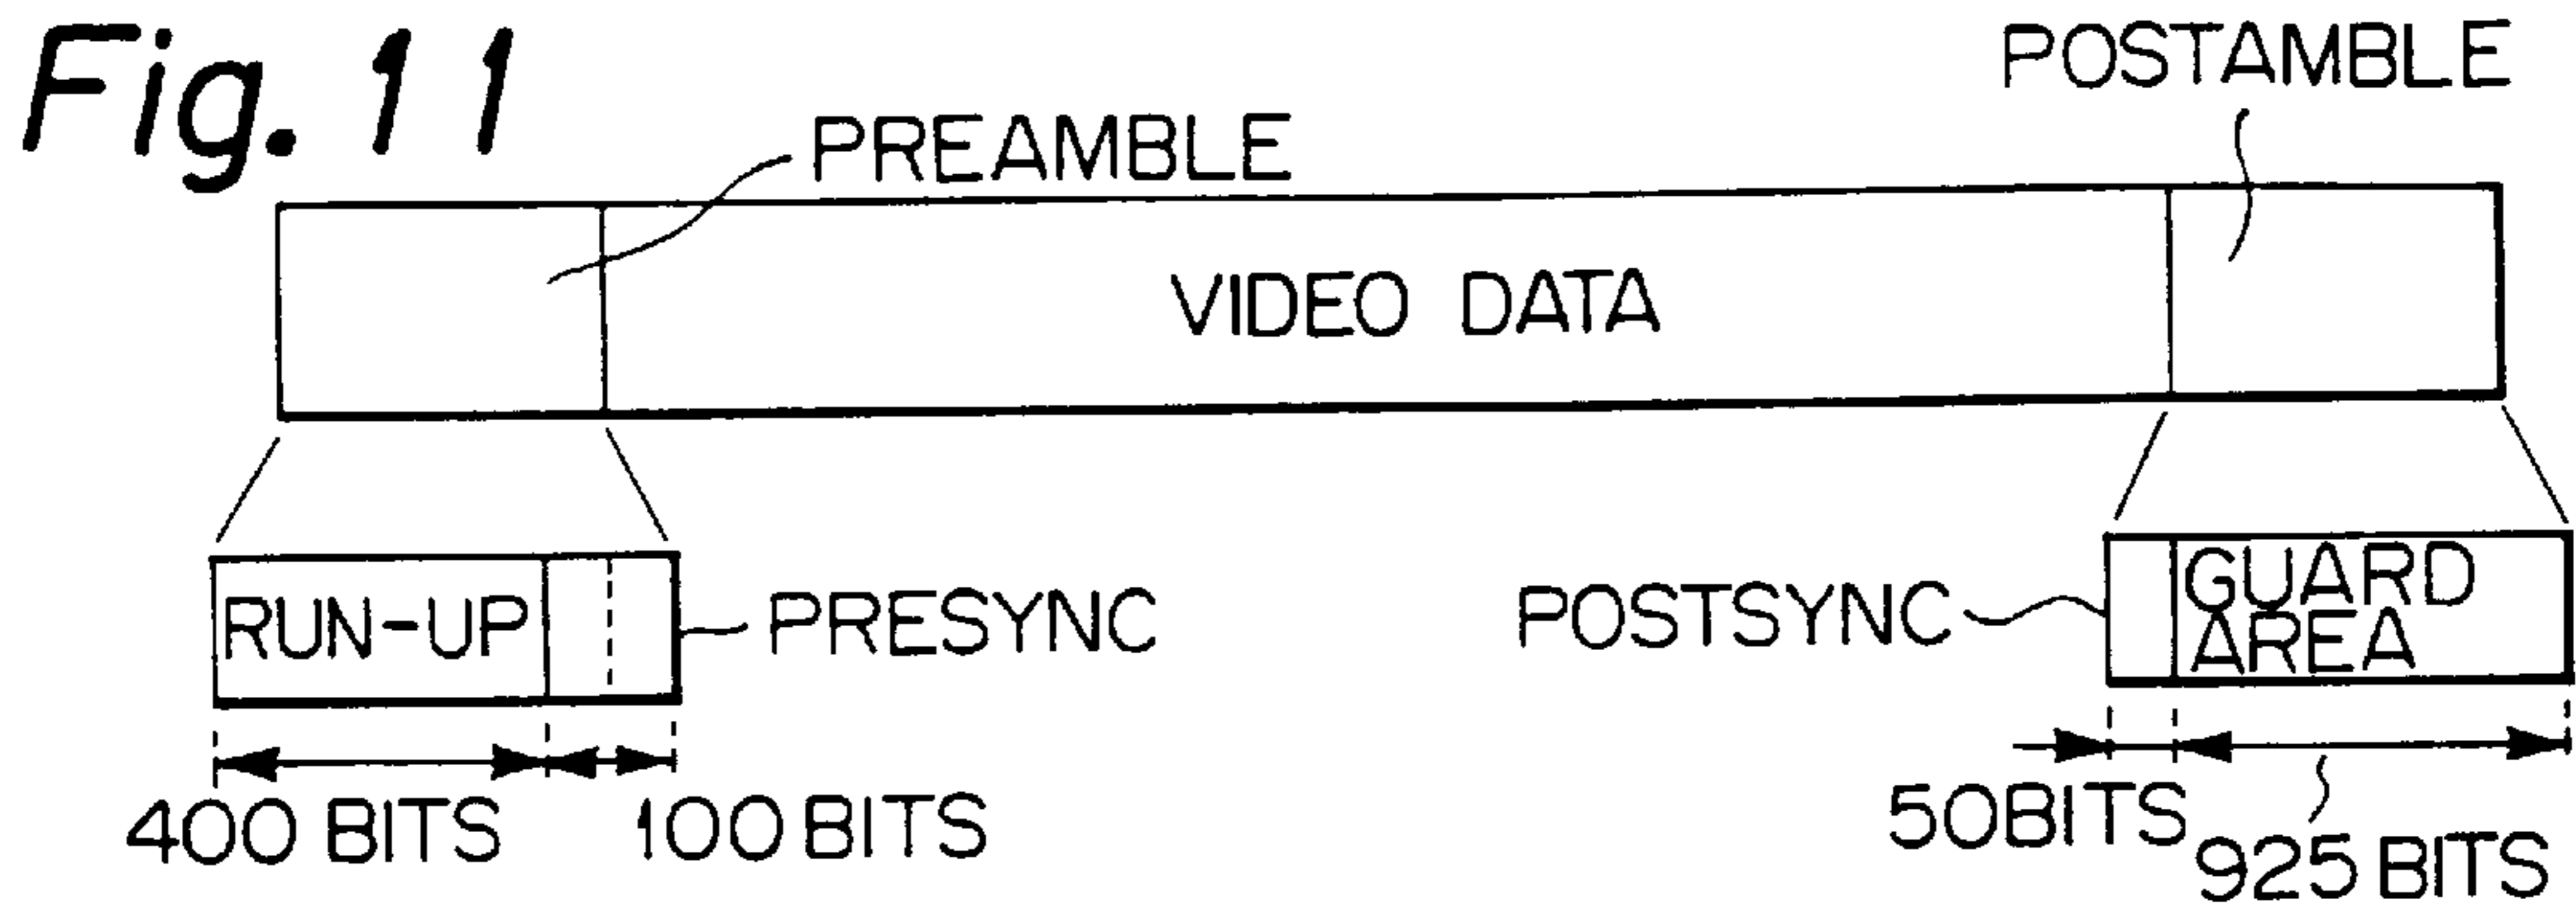 Fig. 11
POSTAMBLE
PREAMBLE
VIDEO DATA
RUN-UP
PRESYNC
POSTSYNC
GUARD
AREA
400 BITS
100 BITS
50BITS
925 BITS